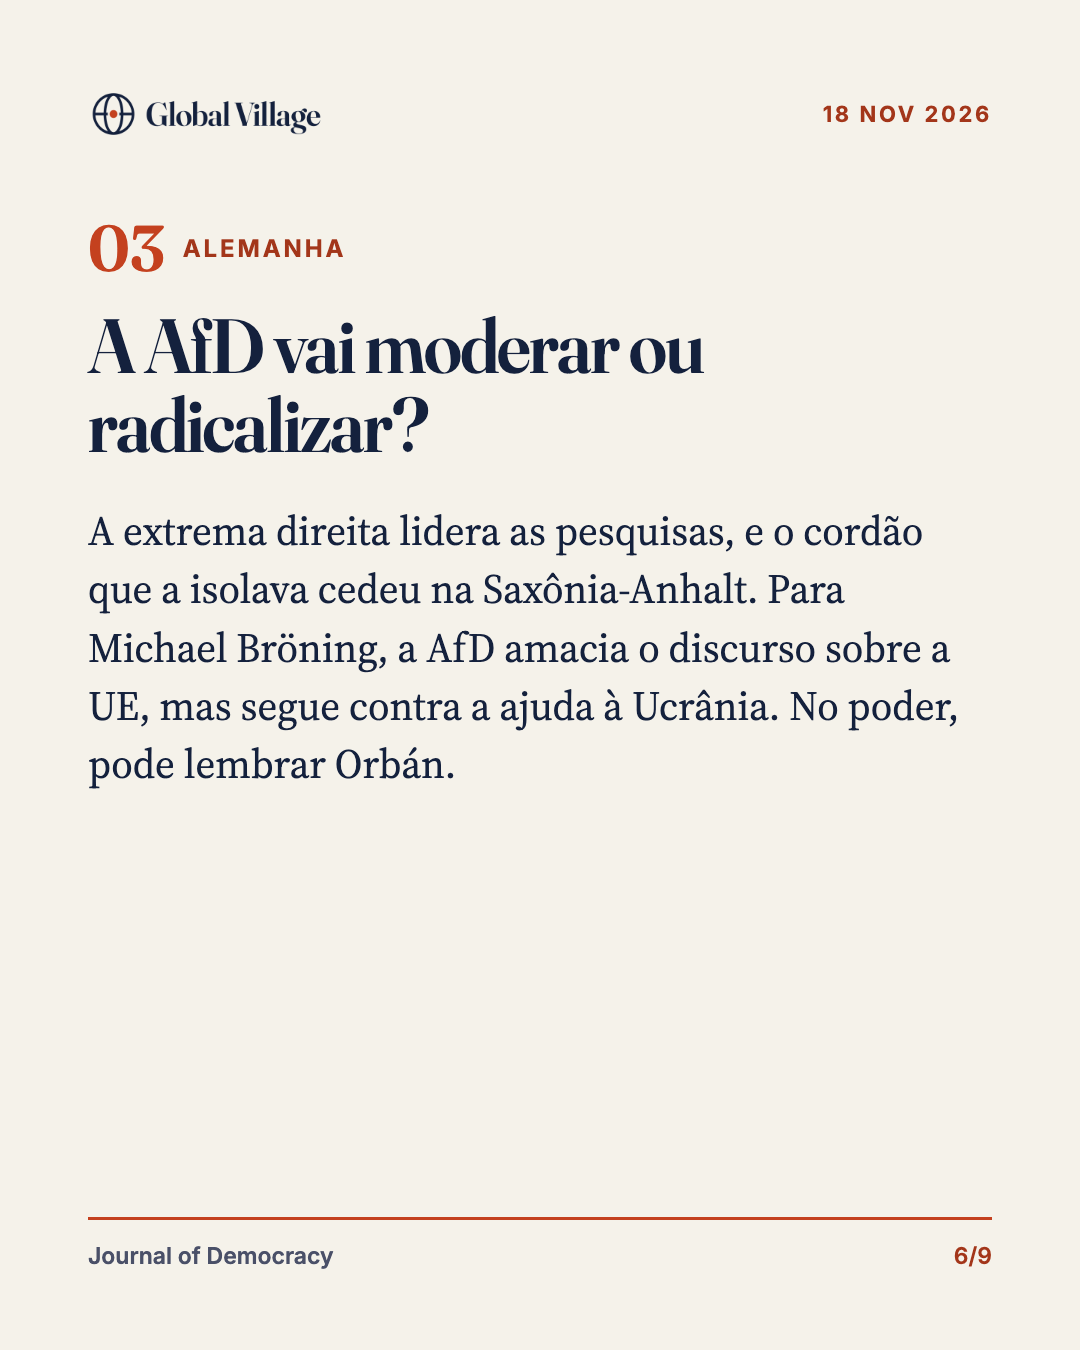 Global Village
18 NOV 2026
03 ALEMANHA
A AfD vai moderar ou
radicalizar?
A extrema direita lidera as pesquisas, e o cordão
que a isolava cedeu na Saxônia-Anhalt. Para
Michael Bröning, a AfD amacia o discurso sobre a
UE, mas segue contra a ajuda à Ucrânia. No poder,
pode lembrar Orbán.
Journal of Democracy
6/9